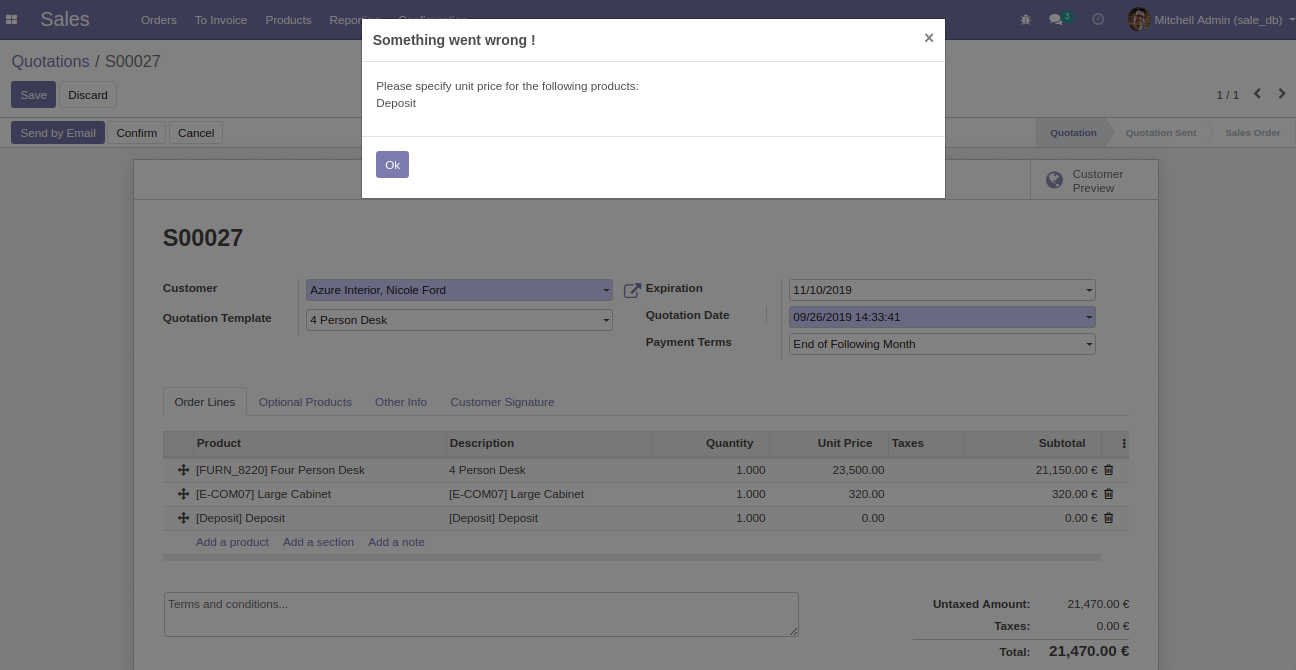 Sales Orders To Invoice Products Reporting Configuration 3 Mitchell Admin (sale_db)
Something went wrong ! ×
Quotations / S00027
Please specify unit price for the following products:
Deposit
Save Discard 1 / 1
Send by Email Confirm Cancel Quotation Quotation Sent Sales Order
Ok
Customer
Preview
S00027
Customer Azure Interior, Nicole Ford Expiration 11/10/2019
Quotation Template 4 Person Desk Quotation Date 09/26/2019 14:33:41
Payment Terms End of Following Month
Order Lines Optional Products Other Info Customer Signature
Product Description Quantity Unit Price Taxes Subtotal
[FURN_8220] Four Person Desk 4 Person Desk 1.000 23,500.00 21,150.00 €
[E-COM07] Large Cabinet [E-COM07] Large Cabinet 1.000 320.00 320.00 €
[Deposit] Deposit [Deposit] Deposit 1.000 0.00 0.00 €
Add a product Add a section Add a note
Terms and conditions... Untaxed Amount: 21,470.00 €
Taxes: 0.00 €
Total: 21,470.00 €